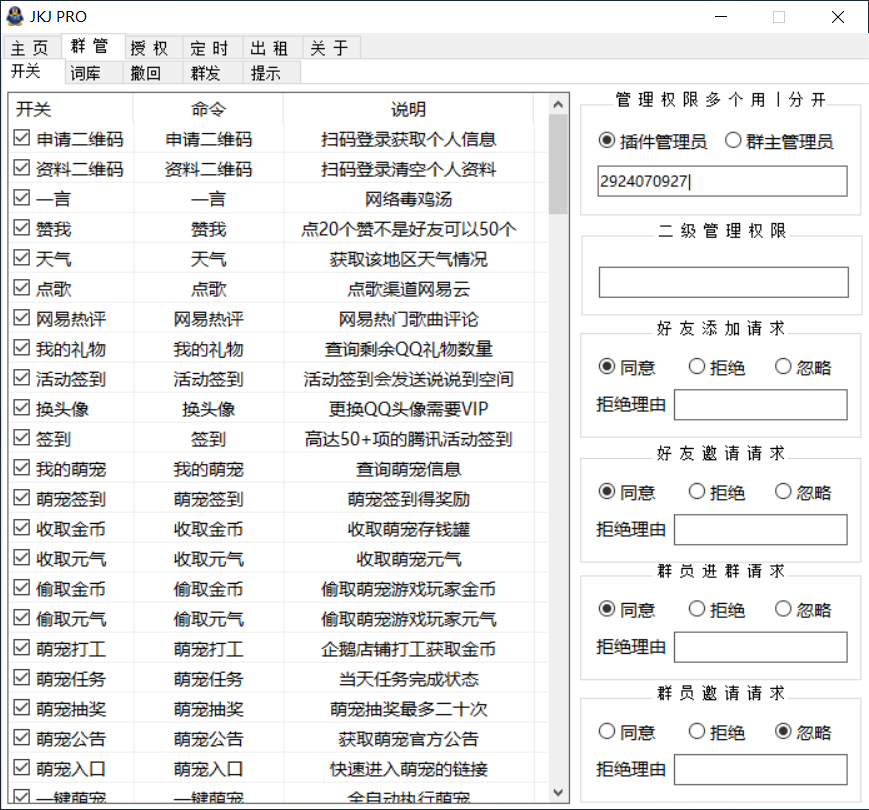 JKJ PRO
主 页 群 管 授 权 定 时 出 租 关 于
开关 词库 撤回 群发 提示
开关 命令 说明
申请二维码 申请二维码 扫码登录获取个人信息
资料二维码 资料二维码 扫码登录清空个人资料
一言 一言 网络毒鸡汤
赞我 赞我 点20个赞不是好友可以50个
天气 天气 获取该地区天气情况
点歌 点歌 点歌渠道网易云
网易热评 网易热评 网易热门歌曲评论
我的礼物 我的礼物 查询剩余QQ礼物数量
活动签到 活动签到 活动签到会发送说说到空间
换头像 换头像 更换QQ头像需要VIP
签到 签到 高达50+项的腾讯活动签到
我的萌宠 我的萌宠 查询萌宠信息
萌宠签到 萌宠签到 萌宠签到得奖励
收取金币 收取金币 收取萌宠存钱罐
收取元气 收取元气 收取萌宠元气
偷取金币 偷取金币 偷取萌宠游戏玩家金币
偷取元气 偷取元气 偷取萌宠游戏玩家元气
萌宠打工 萌宠打工 企鹅店铺打工获取金币
萌宠任务 萌宠任务 当天任务完成状态
萌宠抽奖 萌宠抽奖 萌宠抽奖最多二十次
萌宠公告 萌宠公告 获取萌宠官方公告
萌宠入口 萌宠入口 快速进入萌宠的链接
一键萌宠 一键萌宠 全自动执行萌宠
管 理 权 限 多 个 用 | 分 开
插件管理员 群主管理员
2924070927
二 级 管 理 权 限
好 友 添 加 请 求
同意 拒绝 忽略
拒绝理由
好 友 邀 请 请 求
同意 拒绝 忽略
拒绝理由
群 员 进 群 请 求
同意 拒绝 忽略
拒绝理由
群 员 邀 请 请 求
同意 拒绝 忽略
拒绝理由